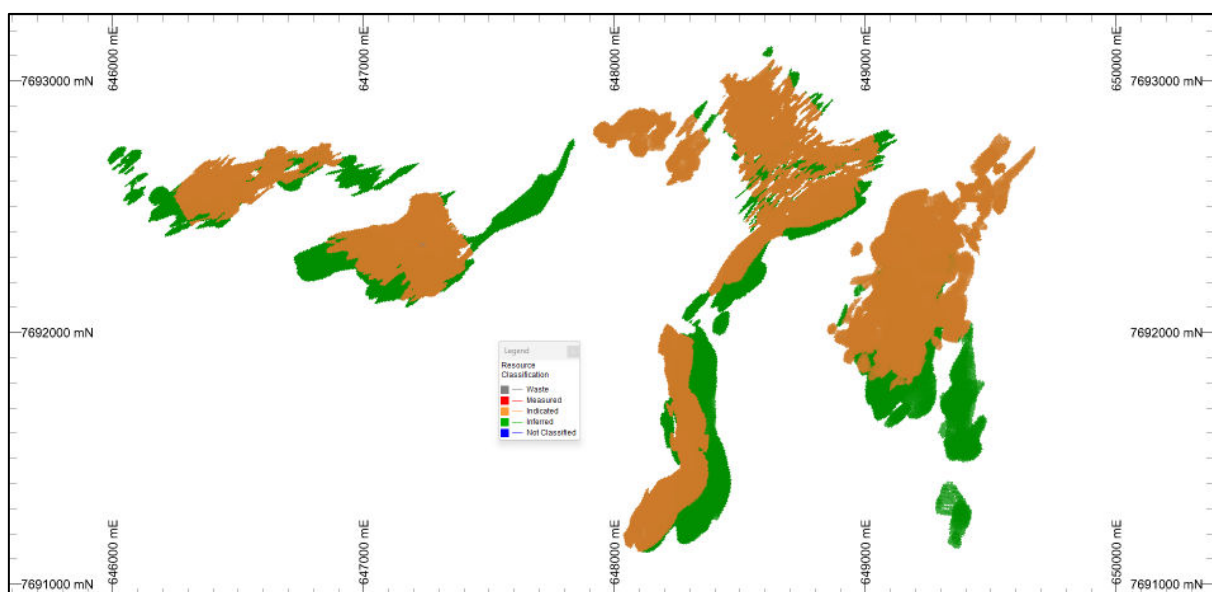 646000 mE
647000 mE
648000 mE
649000 mE
650000 mE
7693000 mN
7693000 mN
7692000 mN
7692000 mN
Legend
Resource
Classification
Waste
Measured
Indicated
Inferred
Not Classified
646000 mE
647000 mE
648000 mE
649000 mE
650000 mE
7691000 mN
7691000 mN